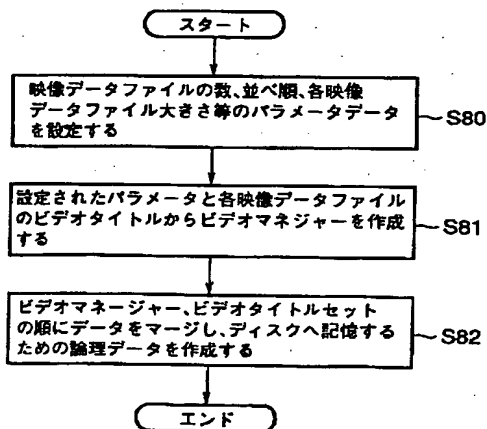 スタート
映像データファイルの数、並べ順、各映像
データファイル大きさ等のパラメータデータ
を設定する
S80
設定されたパラメータと各映像データファイル
のビデオタイトルからビデオマネジャーを作成
する
S81
ビデオマネージャー、ビデオタイトルセット
の順にデータをマージし、ディスクへ記憶する
ための論理データを作成する
S82
エンド